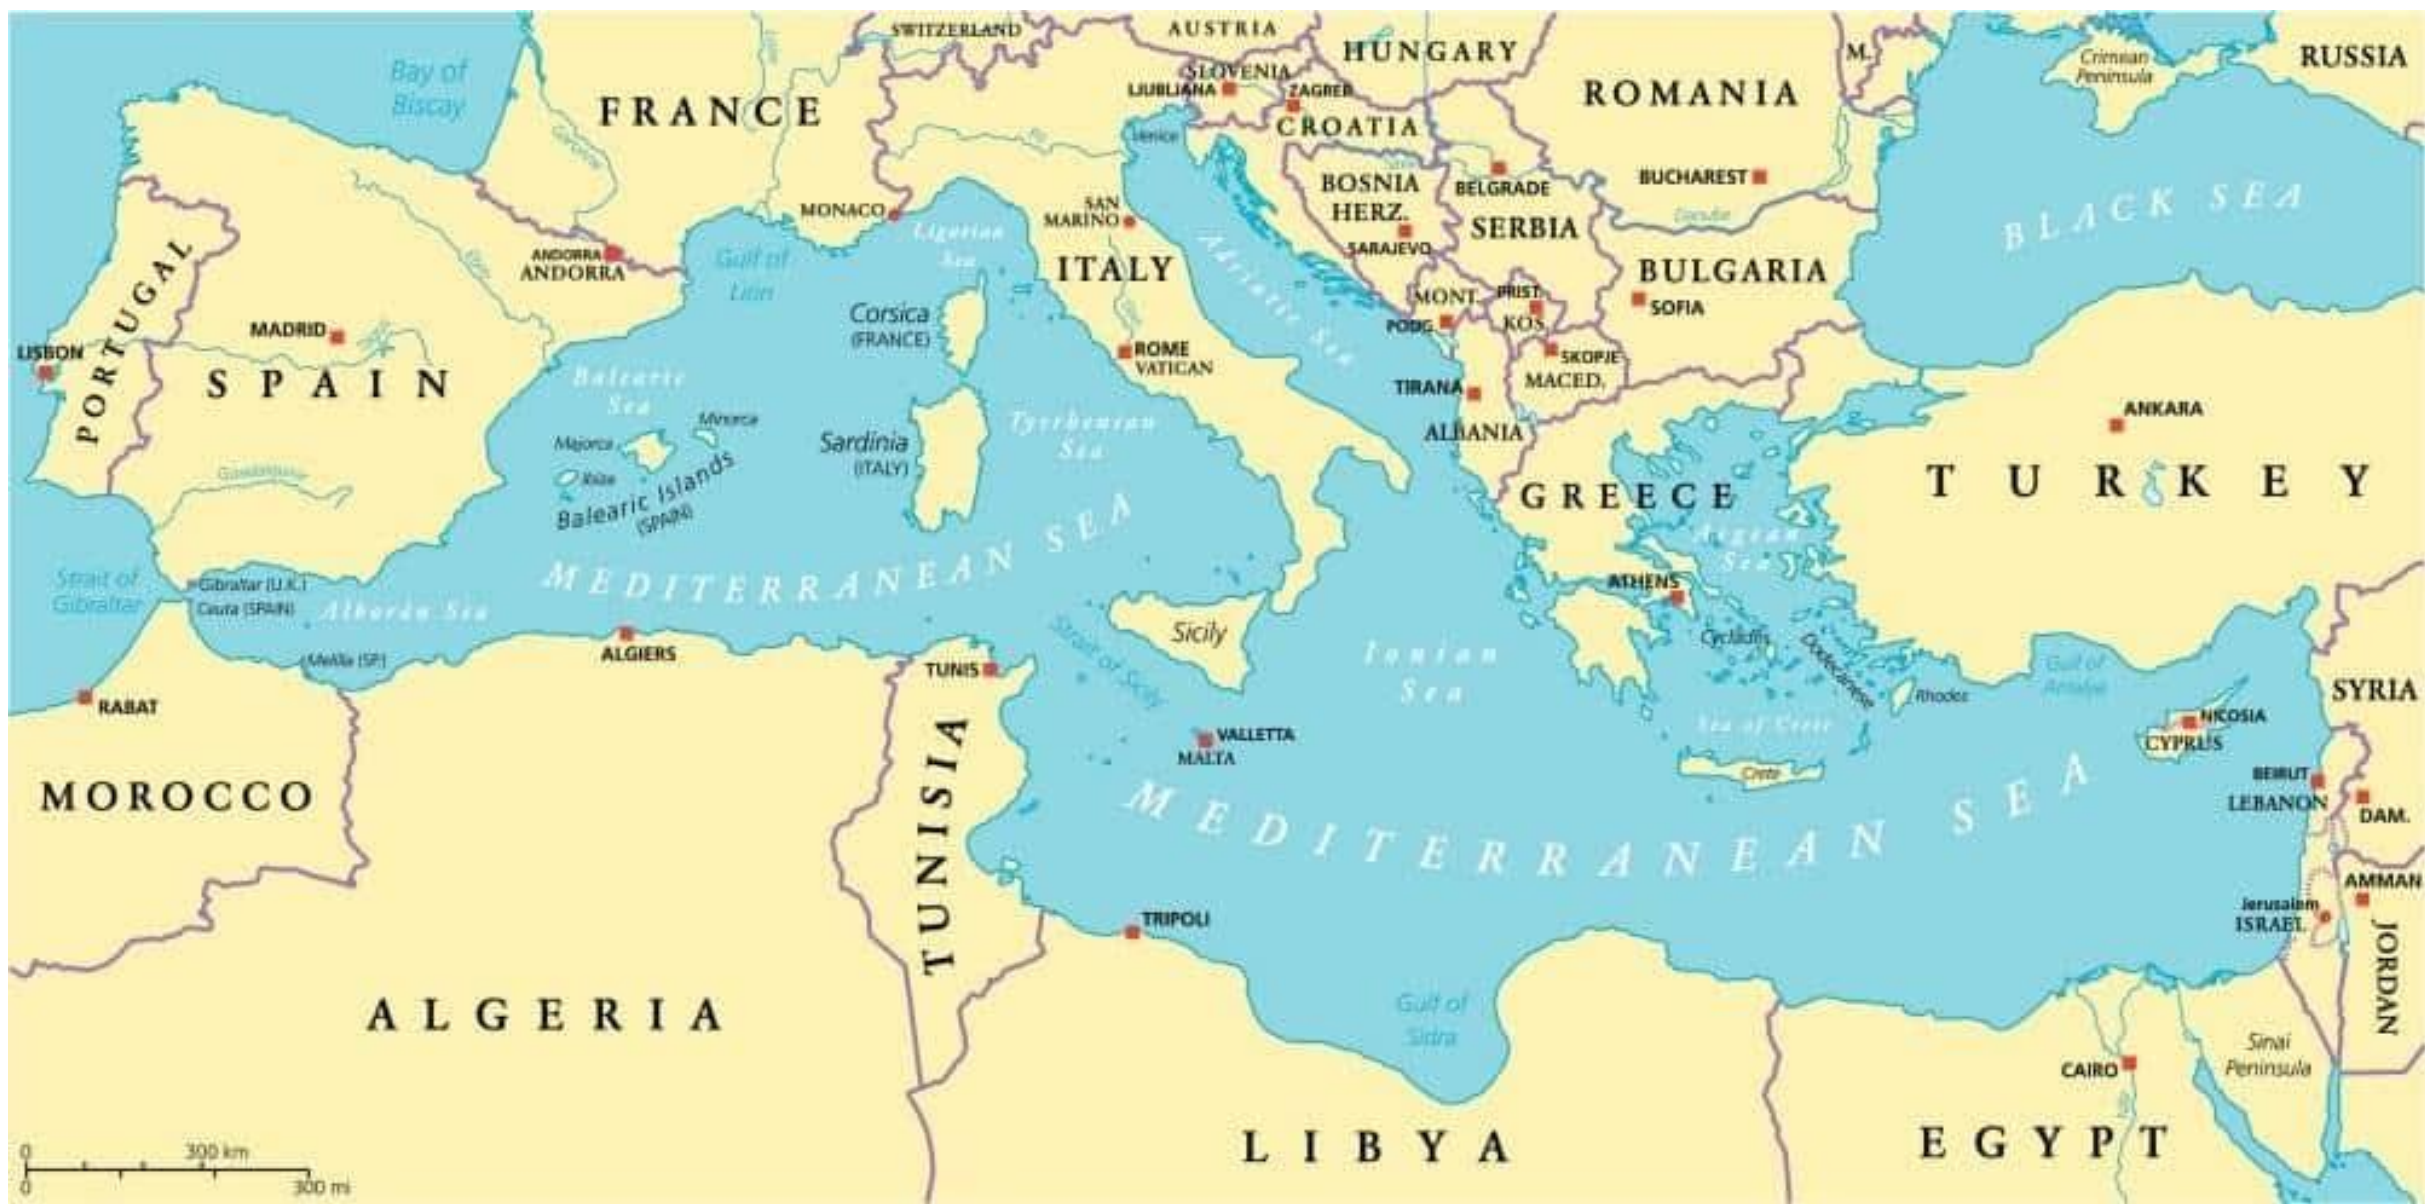 SWITZERLAND
AUSTRIA
HUNGARY
M.
Crimean
Peninsula
RUSSIA
Bay of
Biscay
FRANCE
SLOVENIA
LJUBLJANA
ZAGREB
CROATIA
ROMANIA
Garonne
Po
Venice
BOSNIA
HERZ.
SARAJEVO
BELGRADE
SERBIA
BUCHAREST
Danube
BLACK SEA
MONACO
SAN
MARINO
Ligurian
Sea
Adriatic Sea
PORTUGAL
Ebro
ANDORRA
ANDORRA
Gulf of
Lion
ITALY
BULGARIA
SOFIA
MONT.
PODG.
PRIST.
KOS.
Corsica
(FRANCE)
MADRID
LISBON
SPAIN
ROME
VATICAN
SKOPJE
MACED.
TIRANA
ALBANIA
Balearic
Sea
Minorca
Majorca
Ibiza
Balearic Islands
(SPAIN)
Sardinia
(ITALY)
Tyrrhenian
Sea
ANKARA
TURKEY
GREECE
Aegean
Sea
ATHENS
MEDITERRANEAN SEA
Strait of
Gibraltar
Gibraltar (U.K.)
Ceuta (SPAIN)
Alborán Sea
Melilla (SP.)
Sicily
Strait of Sicily
Ionian
Sea
Cyclades
Dodecanese
Rhodes
Gulf of
Antalya
SYRIA
ALGIERS
TUNIS
RABAT
VALLETTA
MALTA
Sea of Crete
Crete
NICOSIA
CYPRUS
BEIRUT
LEBANON
DAM.
MOROCCO
TUNISIA
MEDITERRANEAN SEA
AMMAN
Jerusalem
ISRAEL
JORDAN
TRIPOLI
ALGERIA
Gulf of
Sidra
Sinai
Peninsula
CAIRO
LIBYA
EGYPT
0 300 km
0 300 mi